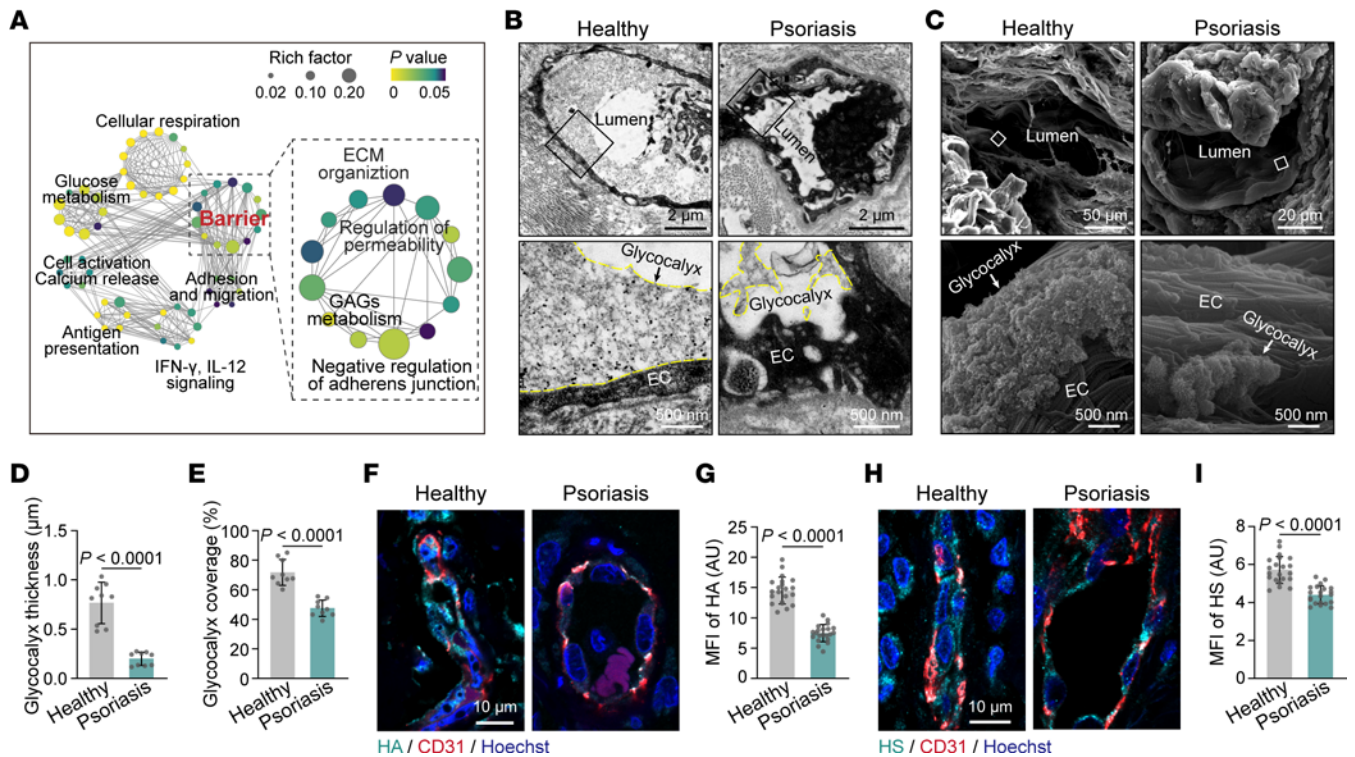 A
Rich factor
0.02 0.10 0.20
P value
0 0.05
Cellular respiration
Glucose
metabolism
Barrier
Cell activation
Calcium release
Adhesion
and migration
Antigen
presentation
IFN-γ, IL-12
signaling
ECM
organiztion
Regulation of
permeability
GAGs
metabolism
Negative regulation
of adherens junction
B
Healthy Psoriasis
Lumen
2 μm
Lumen
2 μm
Glycocalyx
EC
500 nm
Glycocalyx
EC
500 nm
C
Healthy Psoriasis
Lumen
50 μm
Lumen
20 μm
Glycocalyx
EC
500 nm
EC
Glycocalyx
500 nm
D
Glycocalyx thickness (μm)
1.5
1.0
0.5
0.0
P < 0.0001
Healthy
Psoriasis
E
Glycocalyx coverage (%)
100
80
60
40
20
0
P < 0.0001
Healthy
Psoriasis
F
Healthy Psoriasis
10 μm
HA / CD31 / Hoechst
G
MFI of HA (AU)
25
20
15
10
5
0
P < 0.0001
Healthy
Psoriasis
H
Healthy Psoriasis
10 μm
HS / CD31 / Hoechst
I
MFI of HS (AU)
8
6
4
2
0
P < 0.0001
Healthy
Psoriasis